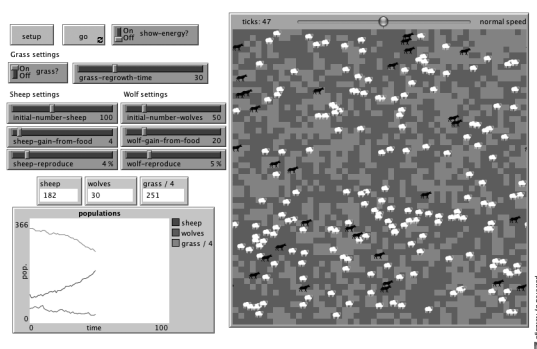 setup
go
On
Off
show-energy?
Grass settings
On
Off
grass?
grass-regrowth-time 30
Sheep settings
Wolf settings
initial-number-sheep 100
initial-number-wolves 50
sheep-gain-from-food 4
wolf-gain-from-food 20
sheep-reproduce 4 %
wolf-reproduce 5 %
sheep
182
wolves
30
grass / 4
251
populations
366
pop.
0
0
time
100
sheep
wolves
grass / 4
ticks: 47
normal speed